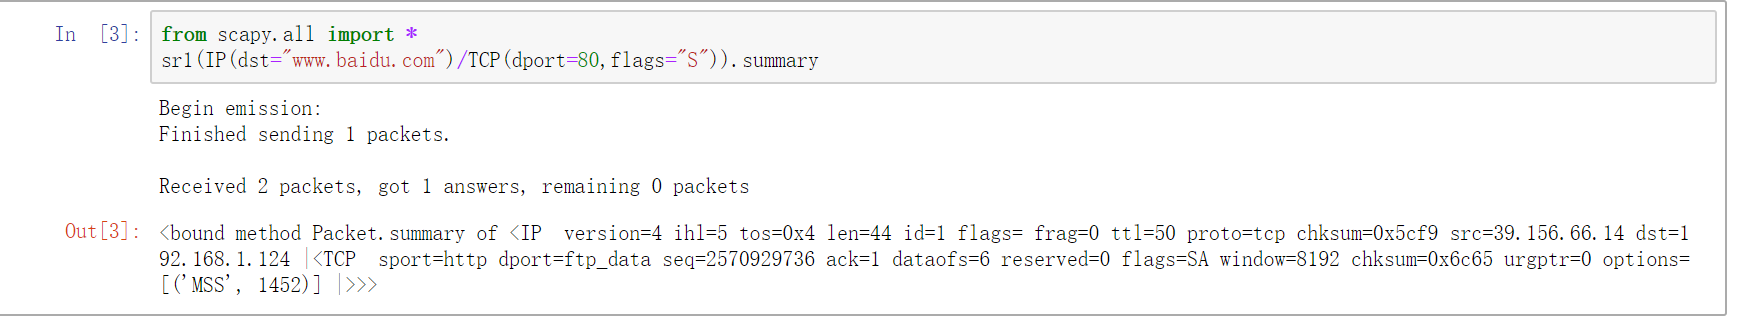 In [3]: from scapy.all import *
sr1(IP(dst="www.baidu.com")/TCP(dport=80,flags="S")).summary
Begin emission:
Finished sending 1 packets.
Received 2 packets, got 1 answers, remaining 0 packets
Out[3]: <bound method Packet.summary of <IP  version=4 ihl=5 tos=0x4 len=44 id=1 flags= frag=0 ttl=50 proto=tcp chksum=0x5cf9 src=39.156.66.14 dst=1
92.168.1.124 |<TCP  sport=http dport=ftp_data seq=2570929736 ack=1 dataofs=6 reserved=0 flags=SA window=8192 chksum=0x6c65 urgptr=0 options=
[('MSS', 1452)] |>>>